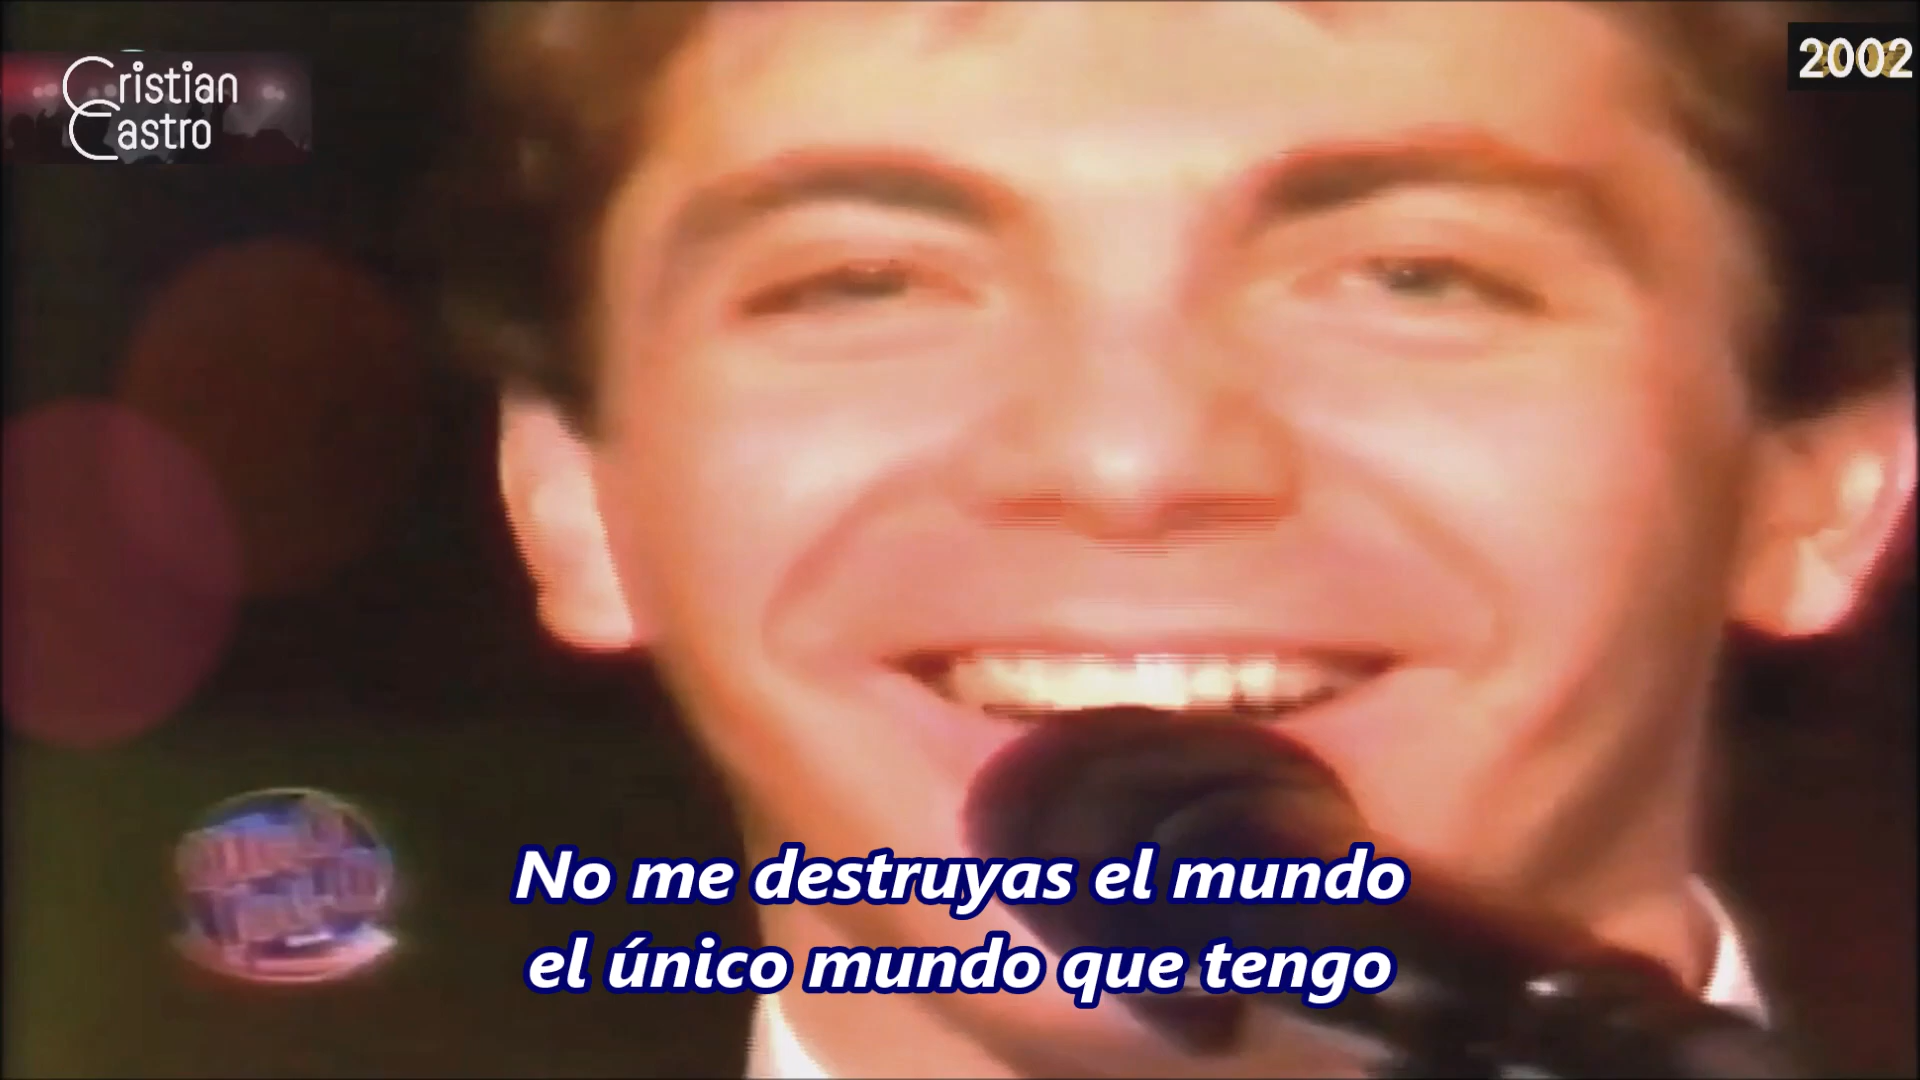 Cristian
Castro
2002
No me destruyas el mundo
el único mundo que tengo